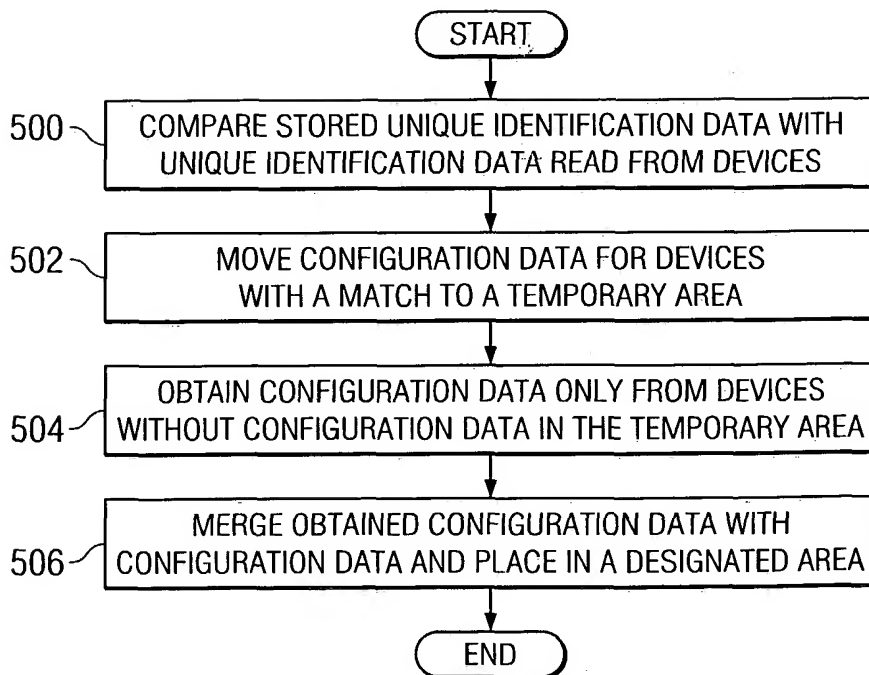 START
500
COMPARE STORED UNIQUE IDENTIFICATION DATA WITH
UNIQUE IDENTIFICATION DATA READ FROM DEVICES
502
MOVE CONFIGURATION DATA FOR DEVICES
WITH A MATCH TO A TEMPORARY AREA
504
OBTAIN CONFIGURATION DATA ONLY FROM DEVICES
WITHOUT CONFIGURATION DATA IN THE TEMPORARY AREA
506
MERGE OBTAINED CONFIGURATION DATA WITH
CONFIGURATION DATA AND PLACE IN A DESIGNATED AREA
END